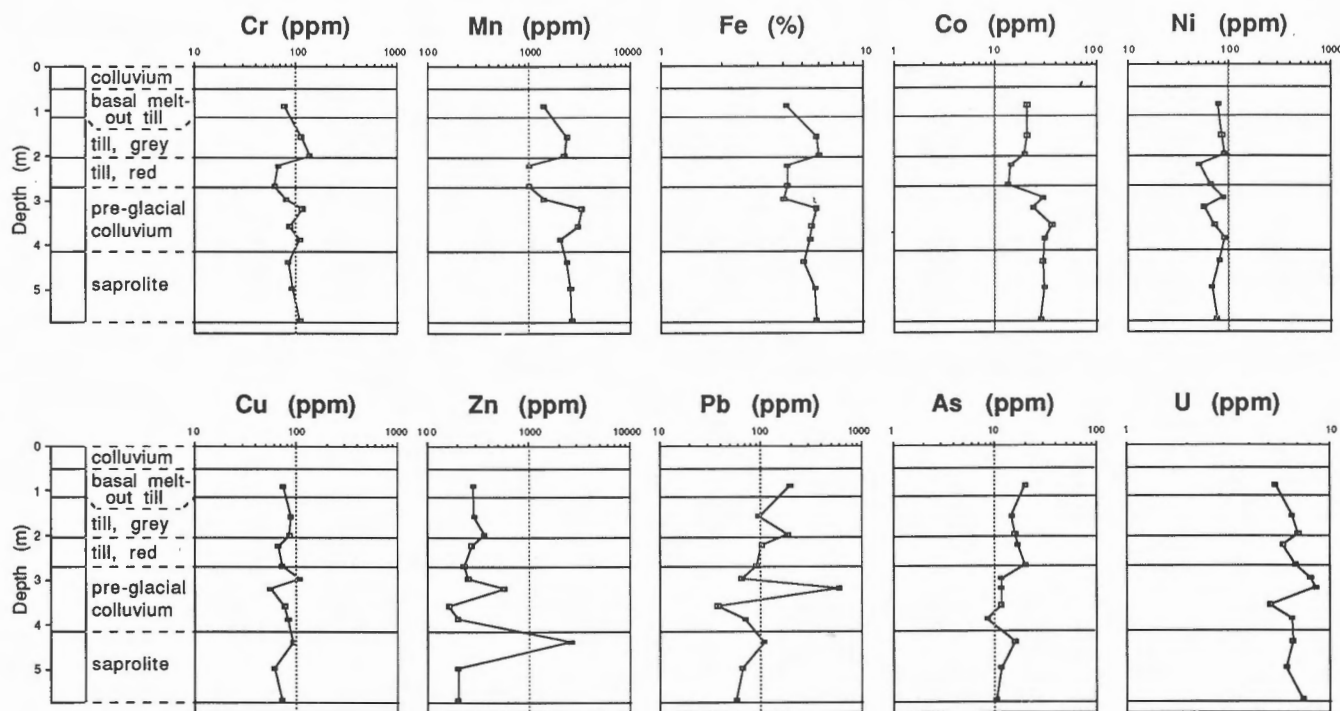 Cr (ppm) Mn (ppm) Fe (%) Co (ppm) Ni (ppm)
10 100 1000 100 1000 10000 1 10 1 10 100 10 100 1000
0 colluvium
1 basal melt-
out till
till, grey
2
till, red
3 pre-glacial
colluvium
4
saprolite
5
Depth (m)
Cu (ppm) Zn (ppm) Pb (ppm) As (ppm) U (ppm)
10 100 1000 100 1000 10000 10 100 1000 1 10 100 1 10
0 colluvium
1 basal melt-
out till
till, grey
2
till, red
3 pre-glacial
colluvium
4
saprolite
5
Depth (m)